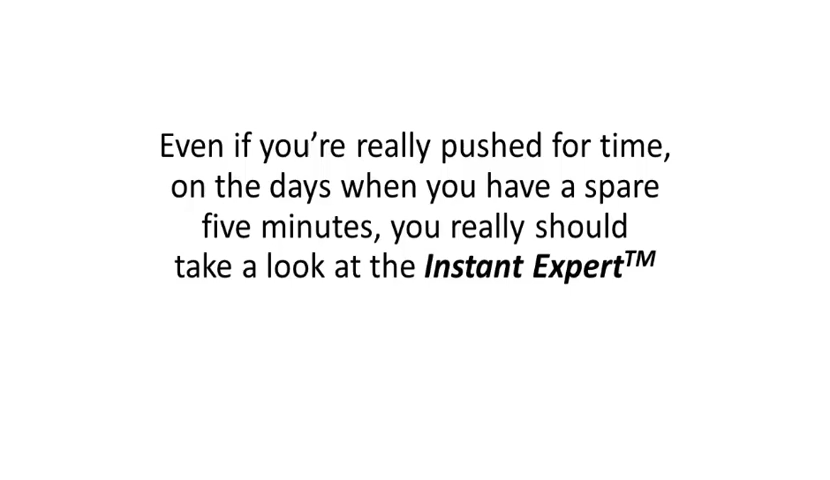 Even if you’re really pushed for time,
on the days when you have a spare
five minutes, you really should
take a look at the Instant Expert™